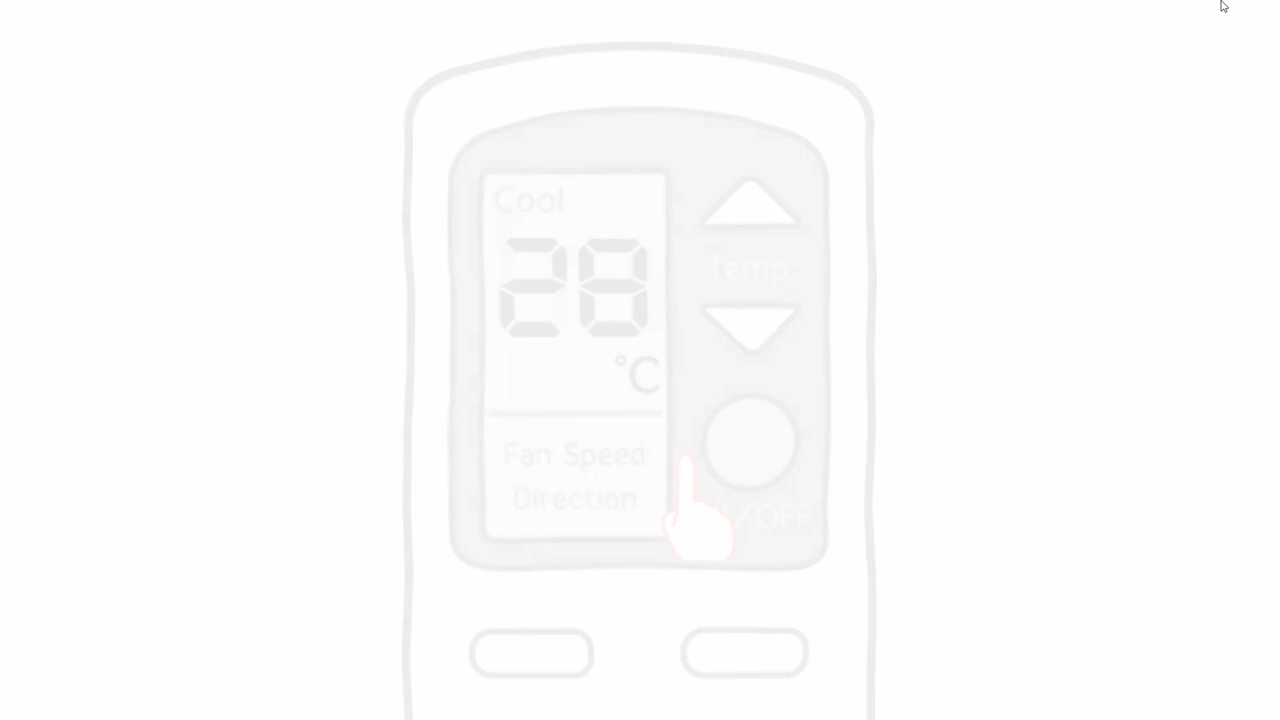 Cool
28
°C
Temp
Fan Speed
Direction
/OFF